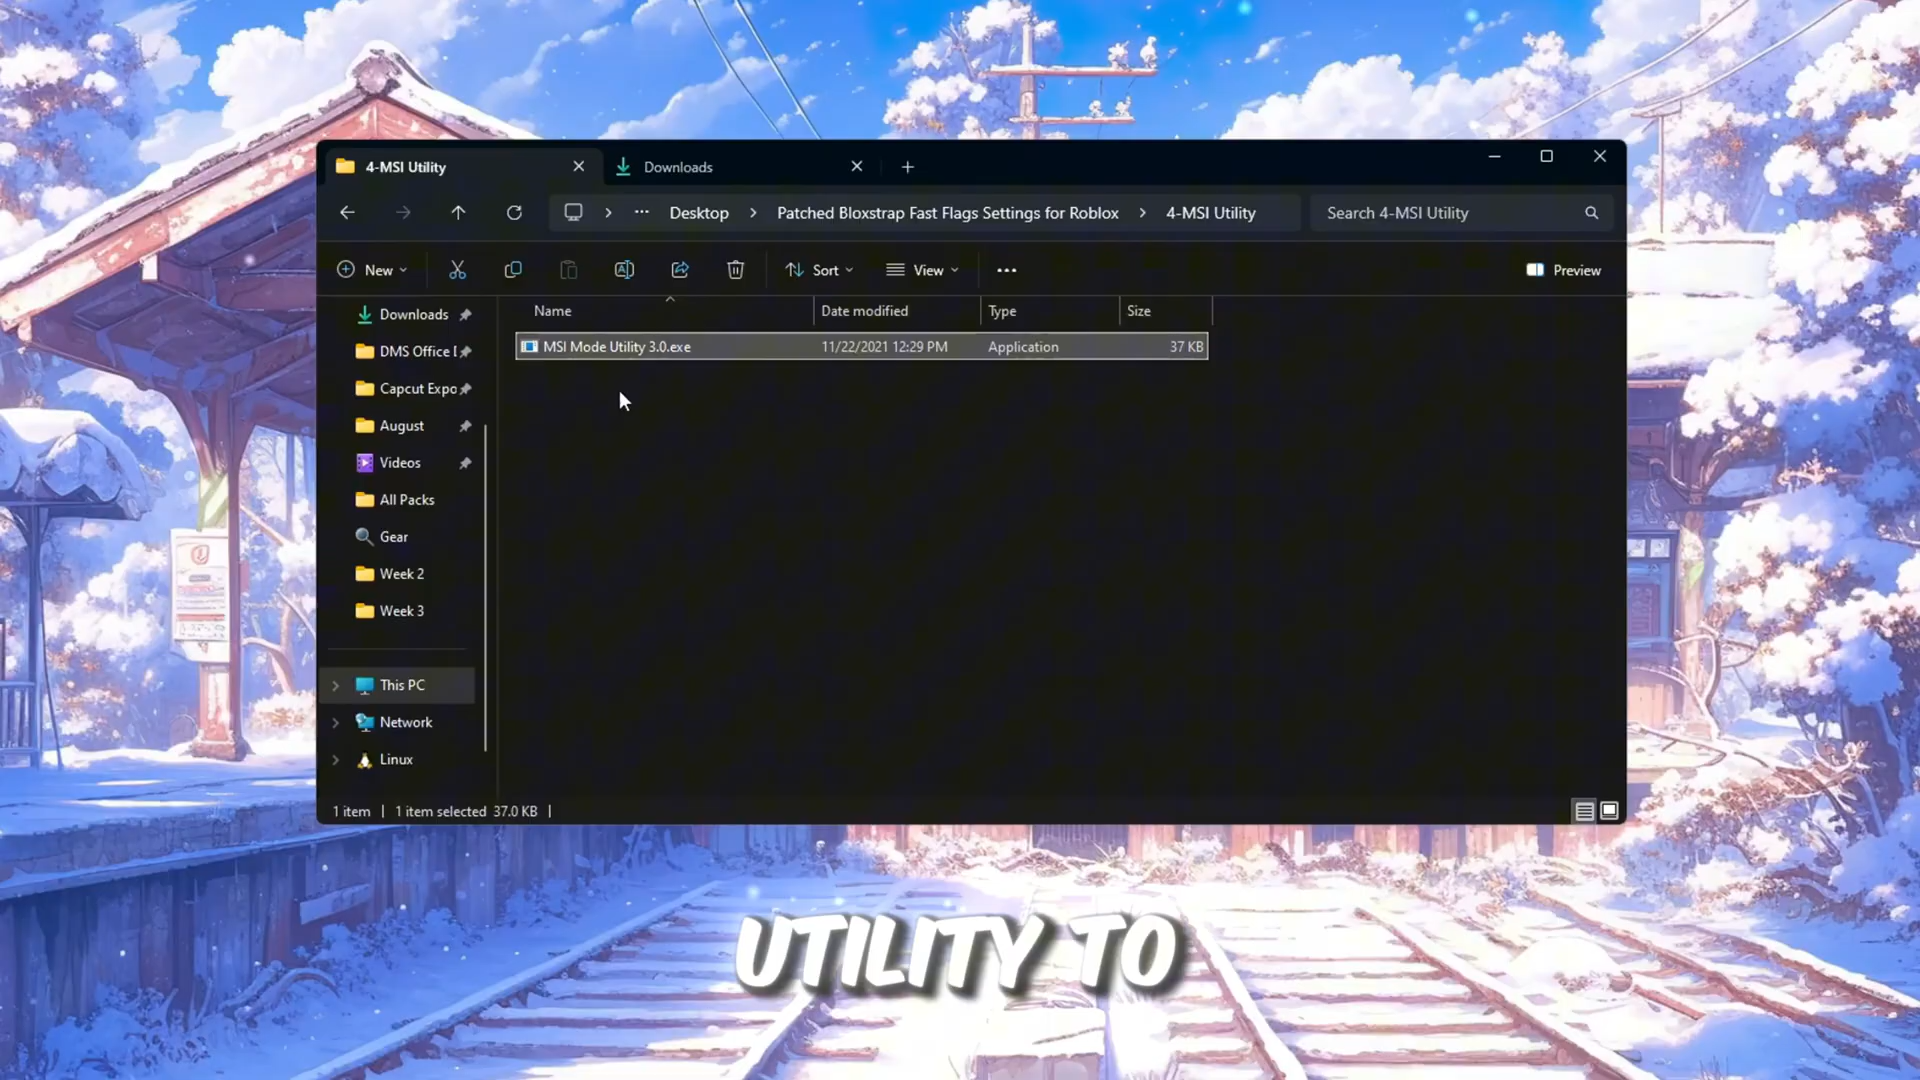 4-MSI Utility
Downloads
Desktop
Patched Bloxstrap Fast Flags Settings for Roblox
4-MSI Utility
Search 4-MSI Utility
New
Sort
View
Preview
Name
Date modified
Type
Size
MSI Mode Utility 3.0.exe
11/22/2021 12:29 PM
Application
37 KB
Downloads
DMS Office
Capcut Expo
August
Videos
All Packs
Gear
Week 2
Week 3
This PC
Network
Linux
1 item
1 item selected 37.0 KB
UTILITY TO